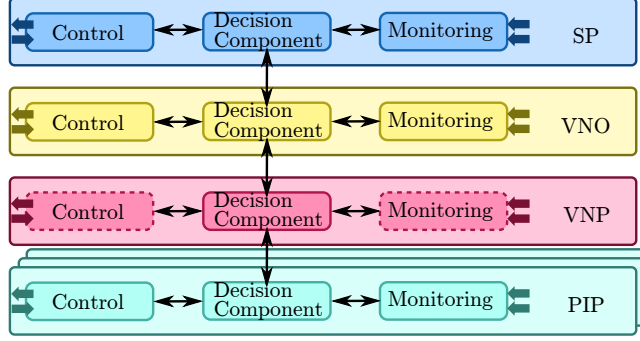 Control
Decision
Component
Monitoring
SP
Control
Decision
Component
Monitoring
VNO
Control
Decision
Component
Monitoring
VNP
Control
Decision
Component
Monitoring
PIP